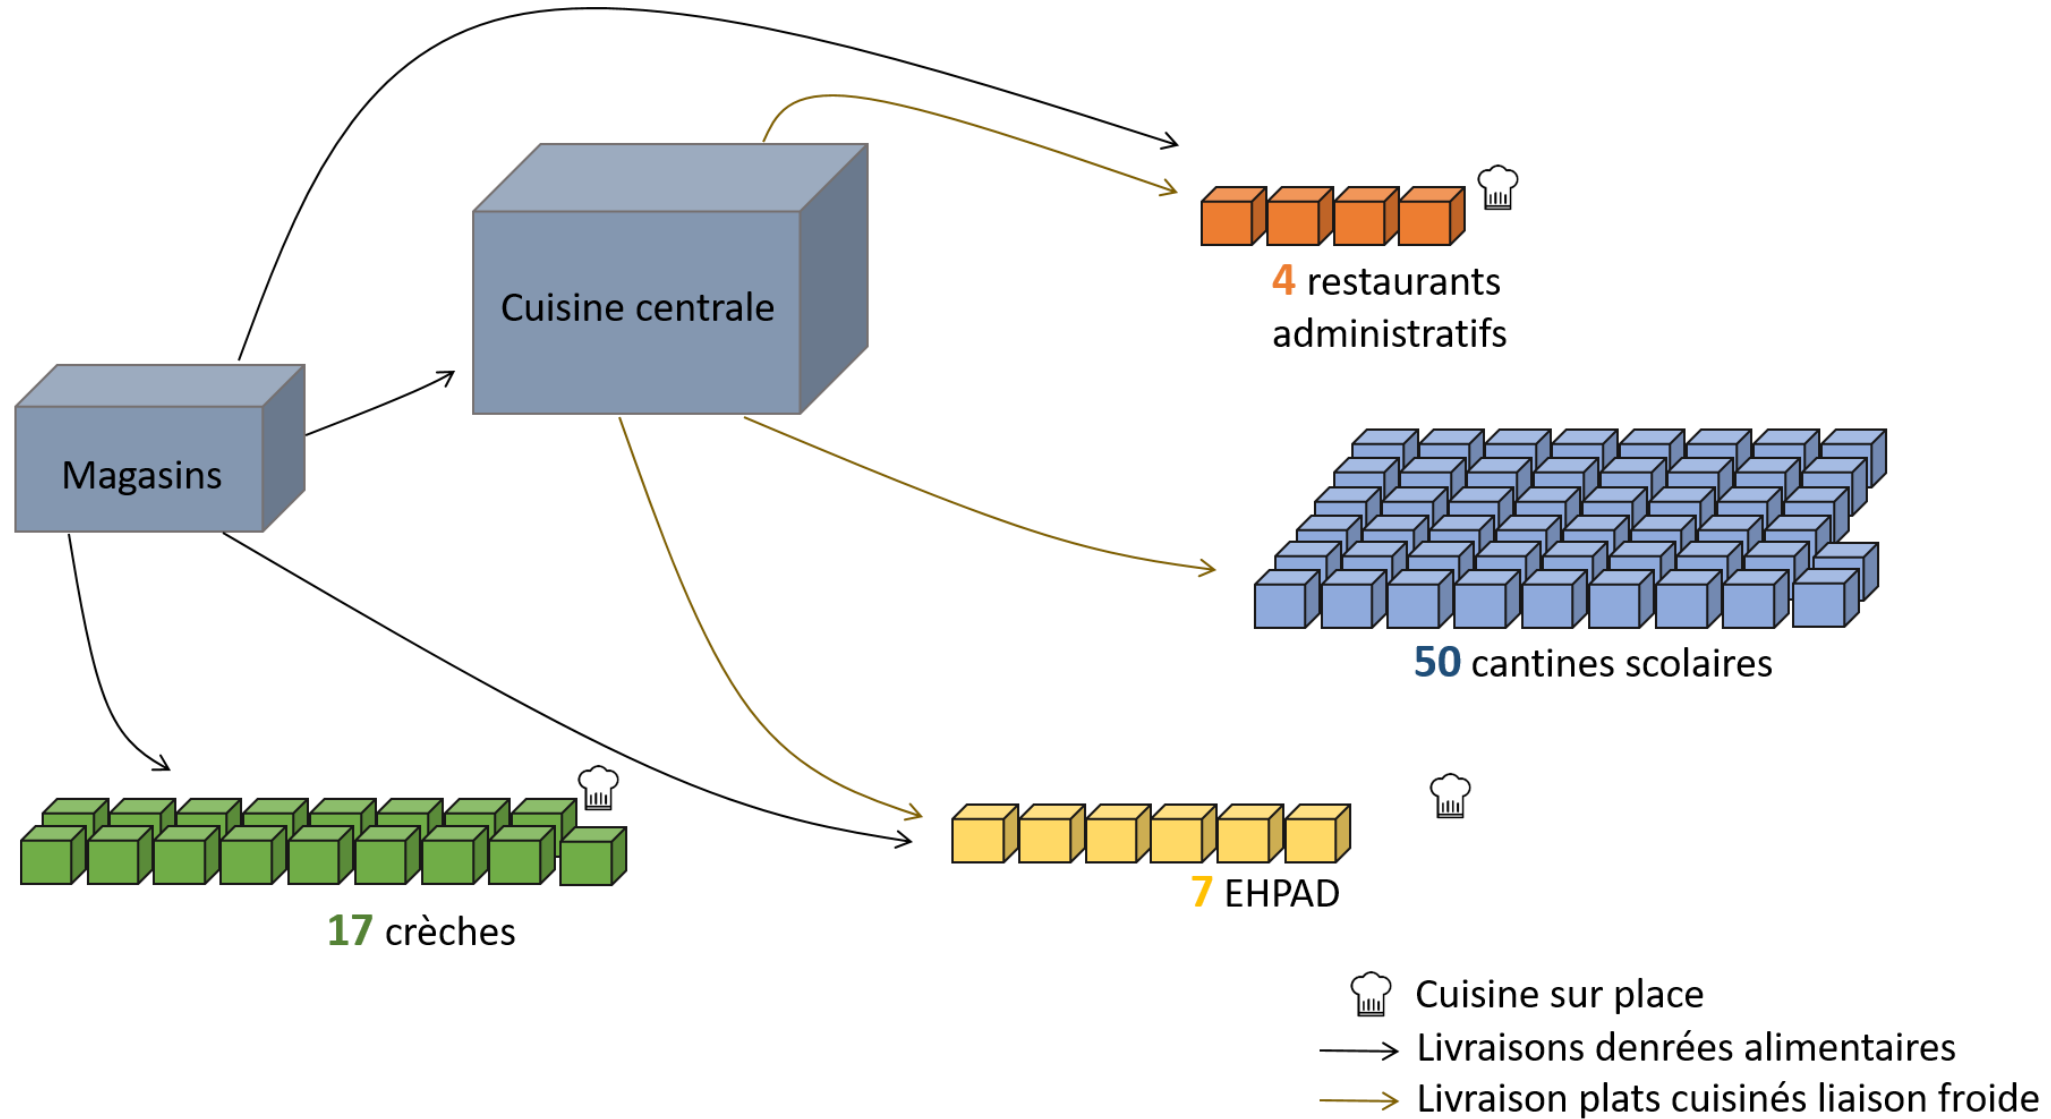 Cuisine centrale
4 restaurants
administratifs
Magasins
50 cantines scolaires
7 EHPAD
17 crèches
Cuisine sur place
Livraisons denrées alimentaires
Livraison plats cuisinés liaison froide